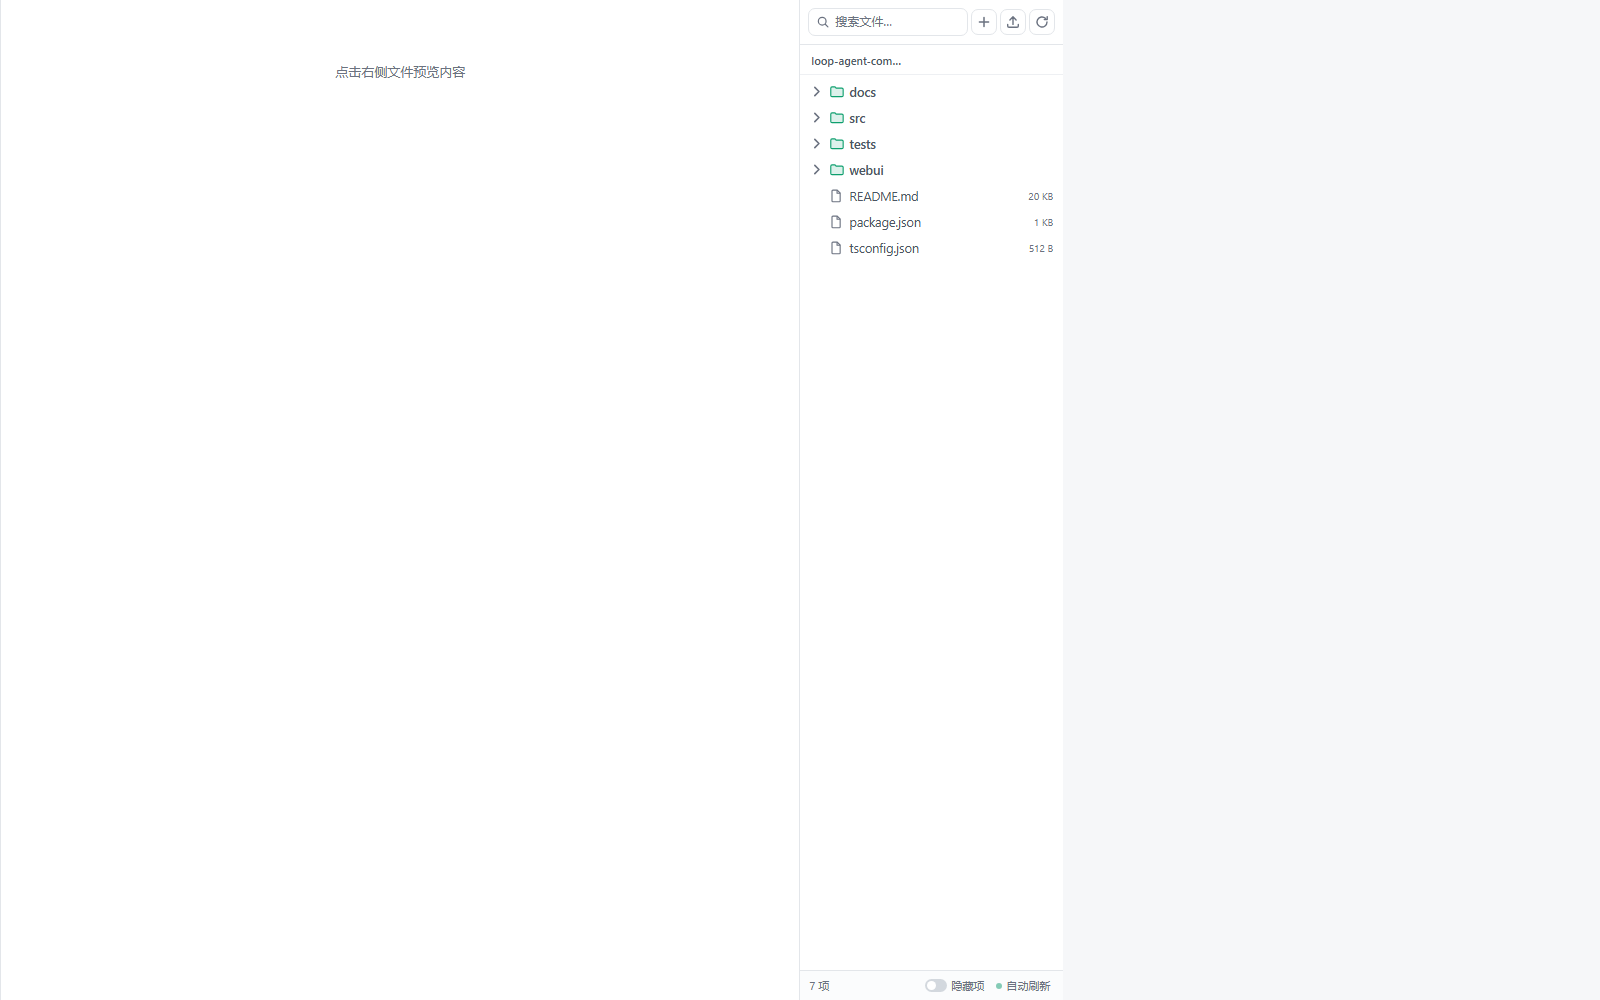 点击右侧文件预览内容
搜索文件...
loop-agent-com...
docs
src
tests
webui
README.md 20 KB
package.json 1 KB
tsconfig.json 512 B
7 项 隐藏项 自动刷新